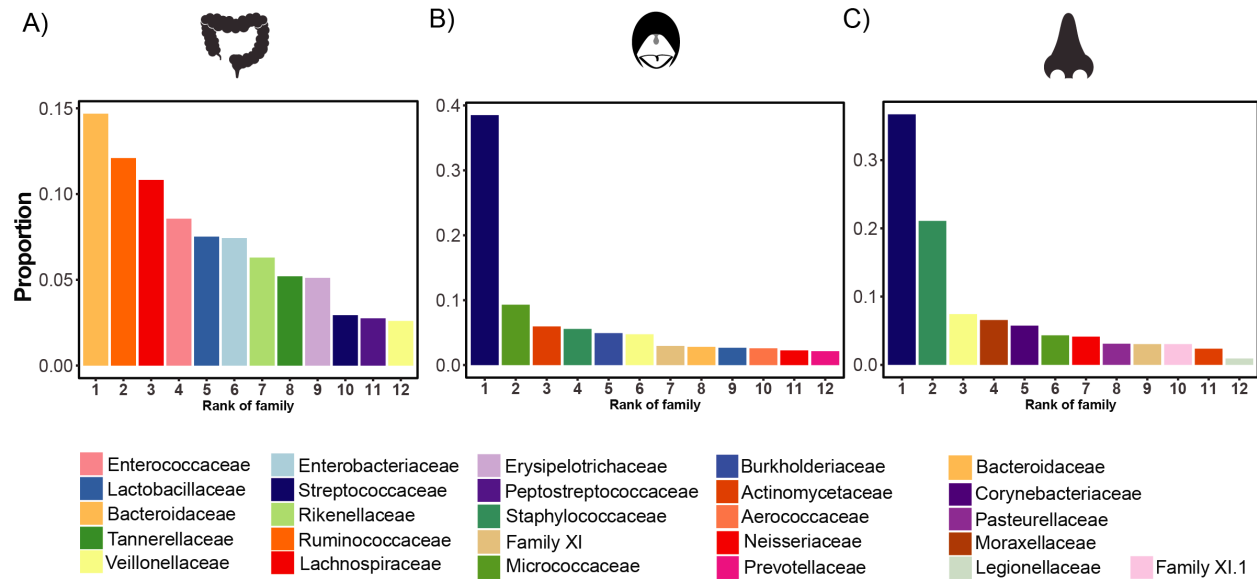 A)
B)
C)
Proportion
0.15
0.10
0.05
0.00
1 2 3 4 5 6 7 8 9 10 11 12
Rank of family
0.4
0.3
0.2
0.1
0.0
1 2 3 4 5 6 7 8 9 10 11 12
Rank of family
0.3
0.2
0.1
0.0
1 2 3 4 5 6 7 8 9 10 11 12
Rank of family
Enterococcaceae
Lactobacillaceae
Bacteroidaceae
Tannerellaceae
Veillonellaceae
Enterobacteriaceae
Streptococcaceae
Rikenellaceae
Ruminococcaceae
Lachnospiraceae
Erysipelotrichaceae
Peptostreptococcaceae
Staphylococcaceae
Family XI
Micrococcaceae
Burkholderiaceae
Actinomycetaceae
Aerococcaceae
Neisseriaceae
Prevotellaceae
Bacteroidaceae
Corynebacteriaceae
Pasteurellaceae
Moraxellaceae
Legionellaceae
Family XI.1